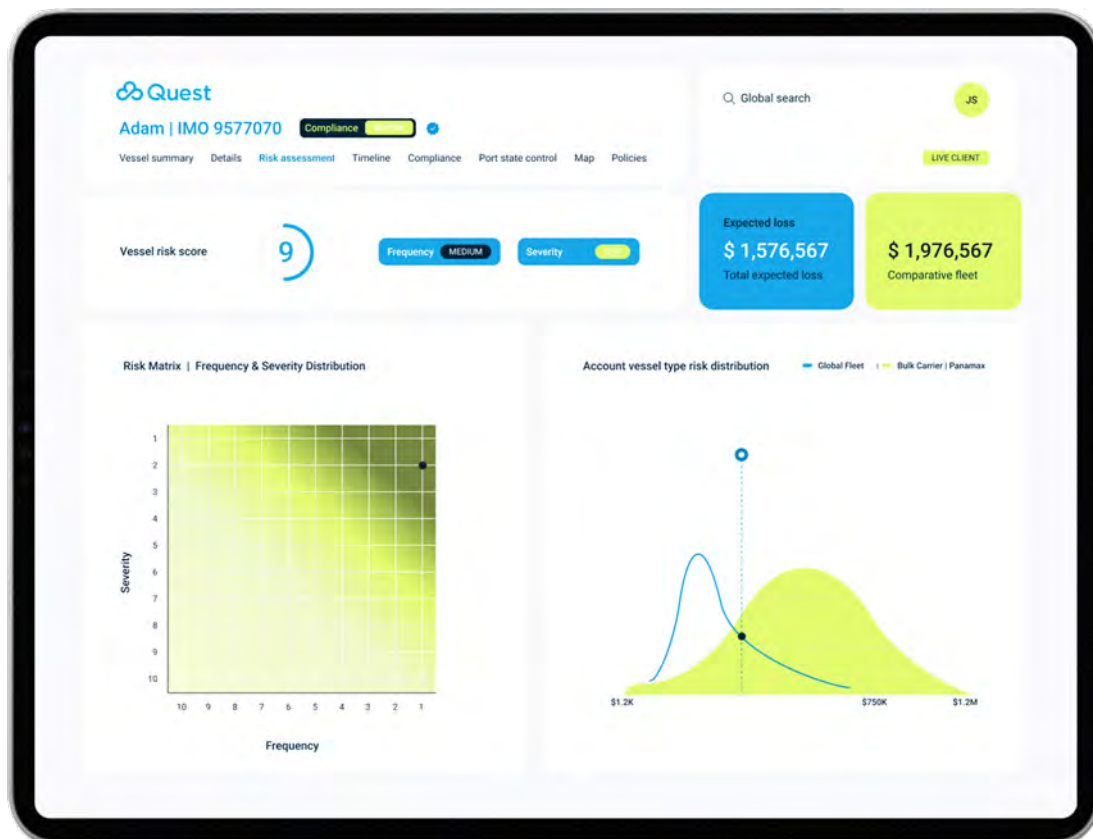 Quest
Adam | IMO 9577070 Compliance
Vessel summary Details Risk assessment Timeline Compliance Port state control Map Policies
Global search
JS
LIVE CLIENT
Vessel risk score
9
Frequency MEDIUM
Severity
Expected loss
$ 1,576,567
Total expected loss
$ 1,976,567
Comparative fleet
Risk Matrix | Frequency & Severity Distribution
Severity
1
2
3
4
5
6
7
8
9
10
10 9 8 7 6 5 4 3 2 1
Frequency
Account vessel type risk distribution
Global Fleet | Bulk Carrier | Panamax
$1.2K $750K $1.2M